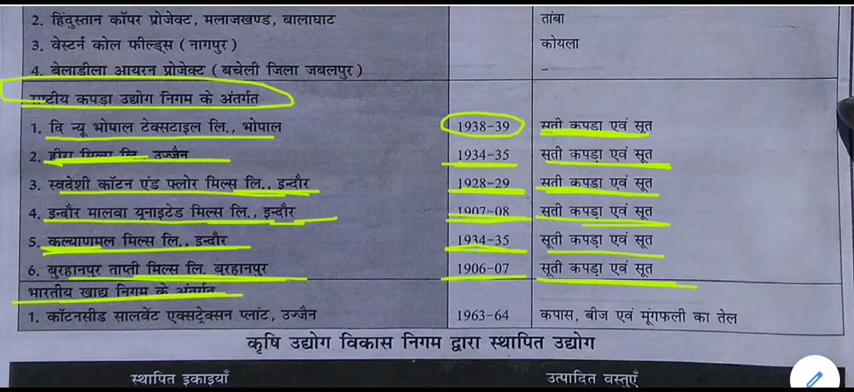 2. हिंदुस्तान कॉपर प्रोजेक्ट, मलाजखण्ड, बालाघाट तांबा
3. वेस्टर्न कोल फील्ड्स (नागपुर) कोयला
4. बेलाडीला आयरन प्रोजेक्ट (बचेली जिला जबलपुर) –
राष्ट्रीय कपड़ा उद्योग निगम के अंतर्गत
1. दि न्यू भोपाल टेक्सटाइल लि., भोपाल 1938-39 सूती कपडा एवं सूत
2. हीरा मिल्स लि., उज्जैन 1934-35 सूती कपड़ा एवं सूत
3. स्वदेशी कॉटन एंड फ्लोर मिल्स लि., इन्दौर 1928-29 सूती कपड़ा एवं सूत
4. इन्दौर मालवा यूनाइटेड मिल्स लि., इन्दौर 1907-08 सूती कपड़ा एवं सूत
5. कल्याणमल मिल्स लि., इन्दौर 1934-35 सूती कपड़ा एवं सूत
6. बुरहानपुर ताप्ती मिल्स लि. बुरहानपुर 1906-07 सूती कपड़ा एवं सूत
भारतीय खाद्य निगम के अंतर्गत
1. कॉटनसीड सालवेंट एक्सट्रेक्सन प्लांट, उज्जैन 1963-64 कपास, बीज एवं मूंगफली का तेल
कृषि उद्योग विकास निगम द्वारा स्थापित उद्योग
स्थापित इकाइयाँ उत्पादित वस्तुएँ